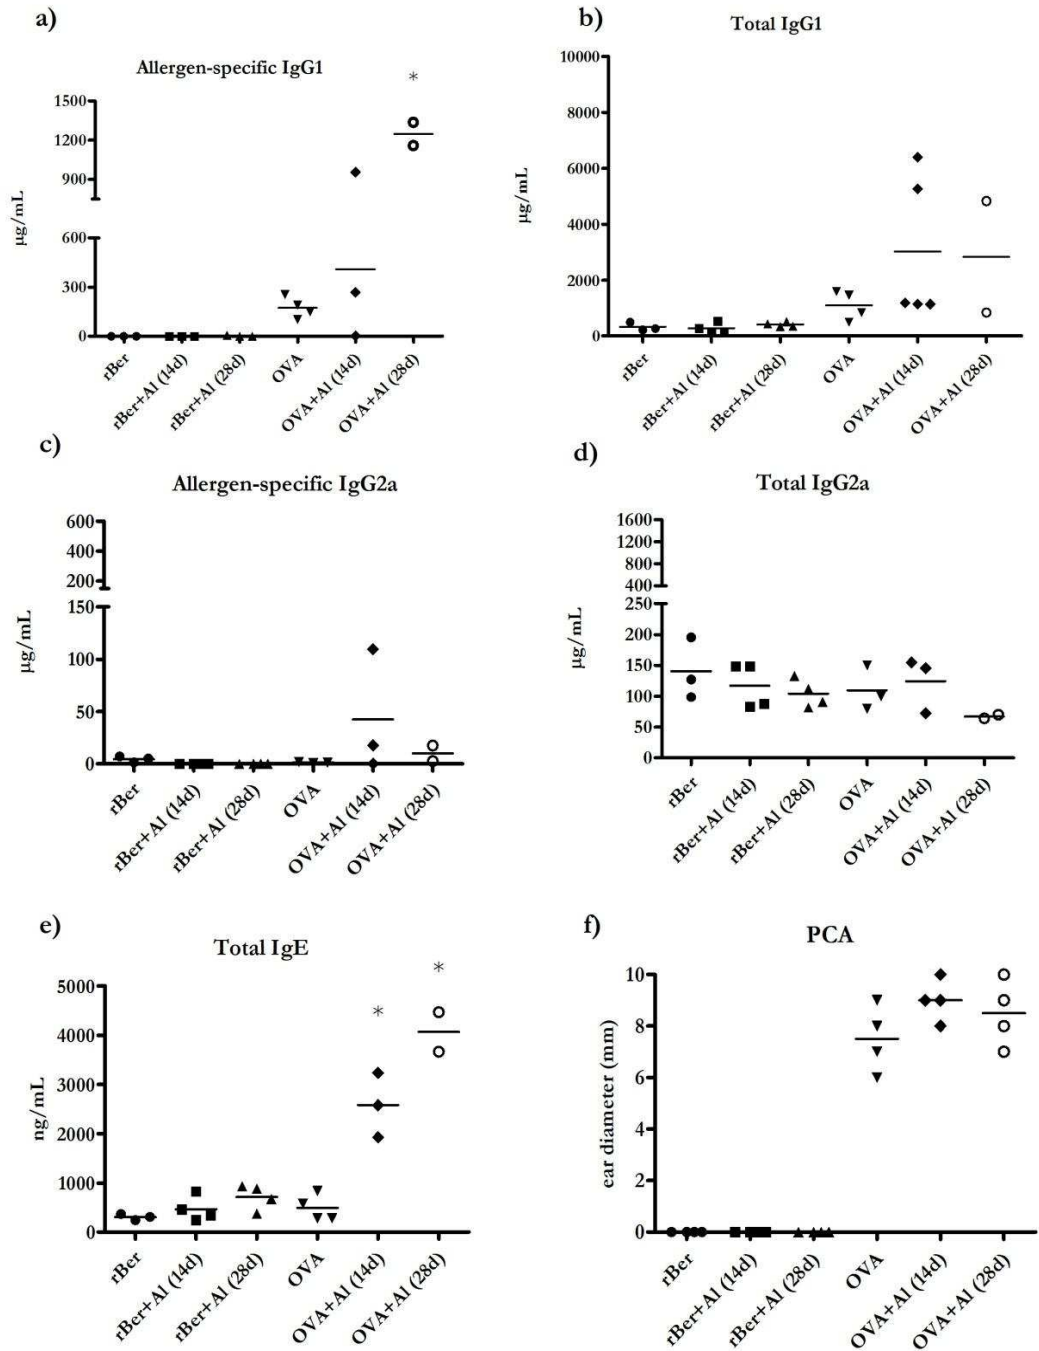 a)
Allergen-specific IgG1
*
1500
1200
900
600
300
0
µg/mL
rBer
rBer+Al (14d)
rBer+Al (28d)
OVA
OVA+Al (14d)
OVA+Al (28d)
b)
Total IgG1
10000
8000
6000
4000
2000
0
µg/mL
rBer
rBer+Al (14d)
rBer+Al (28d)
OVA
OVA+Al (14d)
OVA+Al (28d)
c)
Allergen-specific IgG2a
600
400
200
150
100
50
0
µg/mL
rBer
rBer+Al (14d)
rBer+Al (28d)
OVA
OVA+Al (14d)
OVA+Al (28d)
d)
Total IgG2a
1600
1200
800
400
250
200
150
100
50
0
µg/mL
rBer
rBer+Al (14d)
rBer+Al (28d)
OVA
OVA+Al (14d)
OVA+Al (28d)
e)
Total IgE
*
*
5000
4000
3000
2000
1000
0
ng/mL
rBer
rBer+Al (14d)
rBer+Al (28d)
OVA
OVA+Al (14d)
OVA+Al (28d)
f)
PCA
10
8
6
4
2
0
ear diameter (mm)
rBer
rBer+Al (14d)
rBer+Al (28d)
OVA
OVA+Al (14d)
OVA+Al (28d)